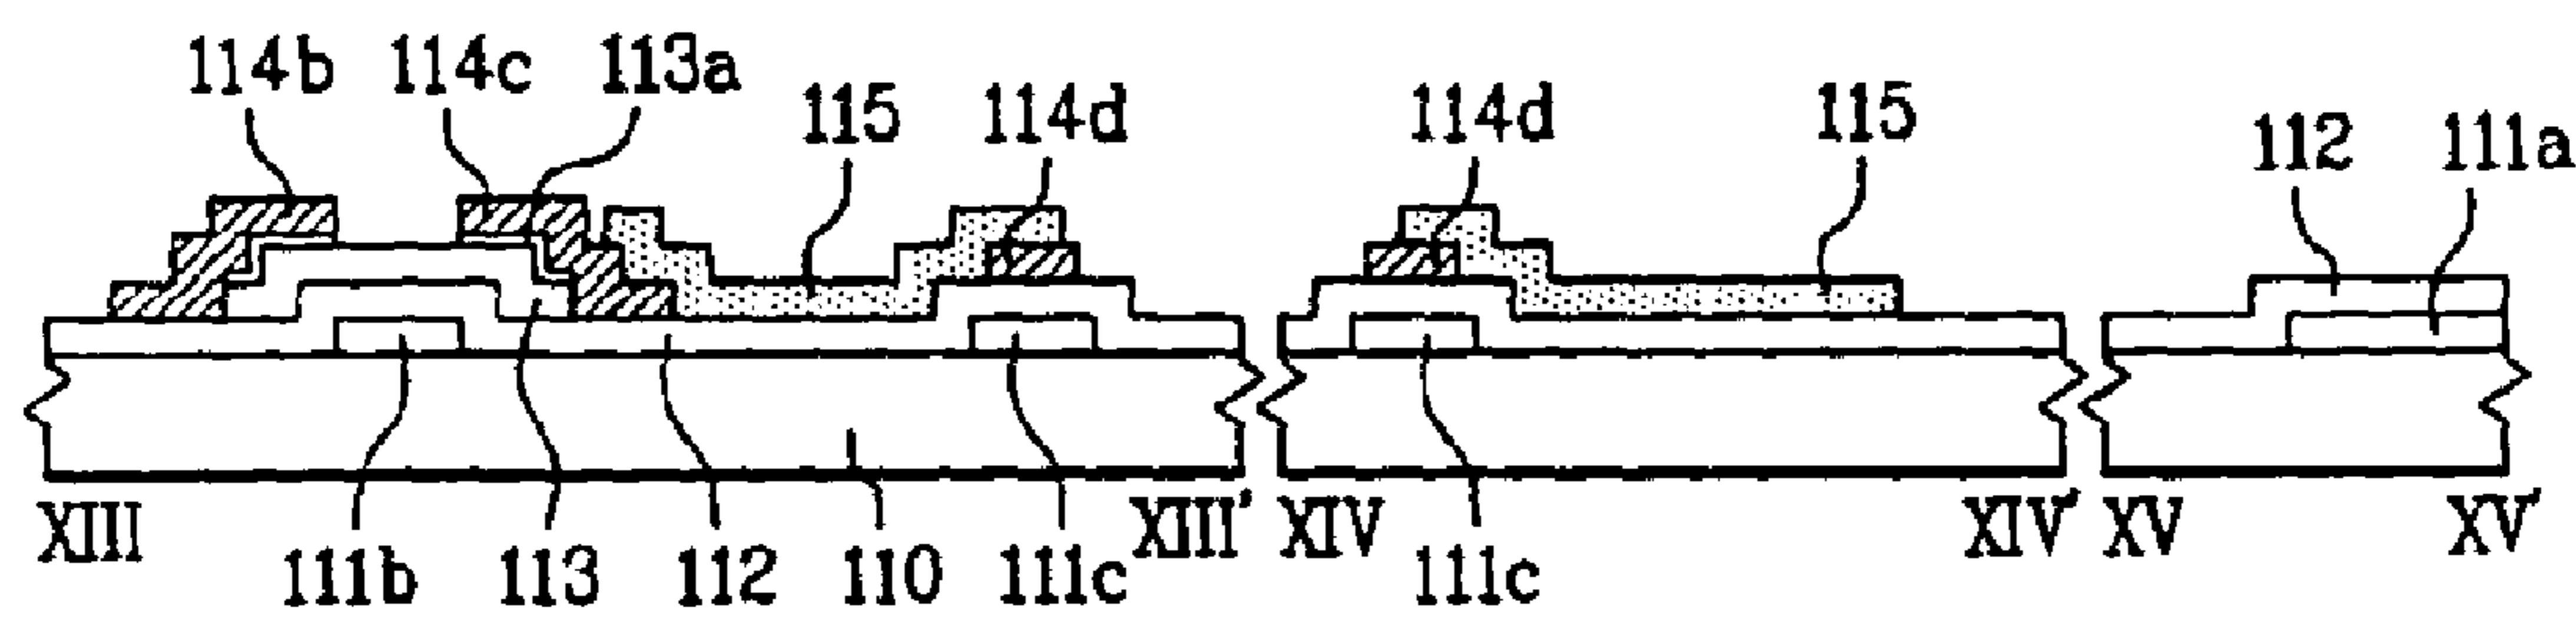 114b 114c 113a 115 114d 114d 115 112 111a
XIII XIII' XIV XIV' XV XV'
111b 113 112 110 111c 111c